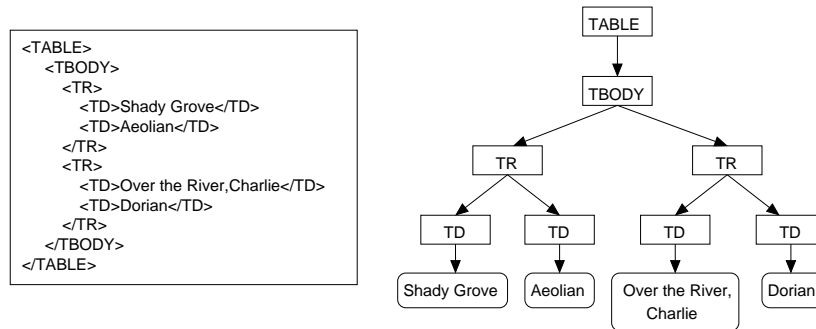 <TABLE>
<TBODY>
<TR>
<TD>Shady Grove</TD>
<TD>Aeolian</TD>
</TR>
<TR>
<TD>Over the River,Charlie</TD>
<TD>Dorian</TD>
</TR>
</TBODY>
</TABLE>
TABLE
TBODY
TR
TR
TD
TD
TD
TD
Shady Grove
Aeolian
Over the River,
Charlie
Dorian